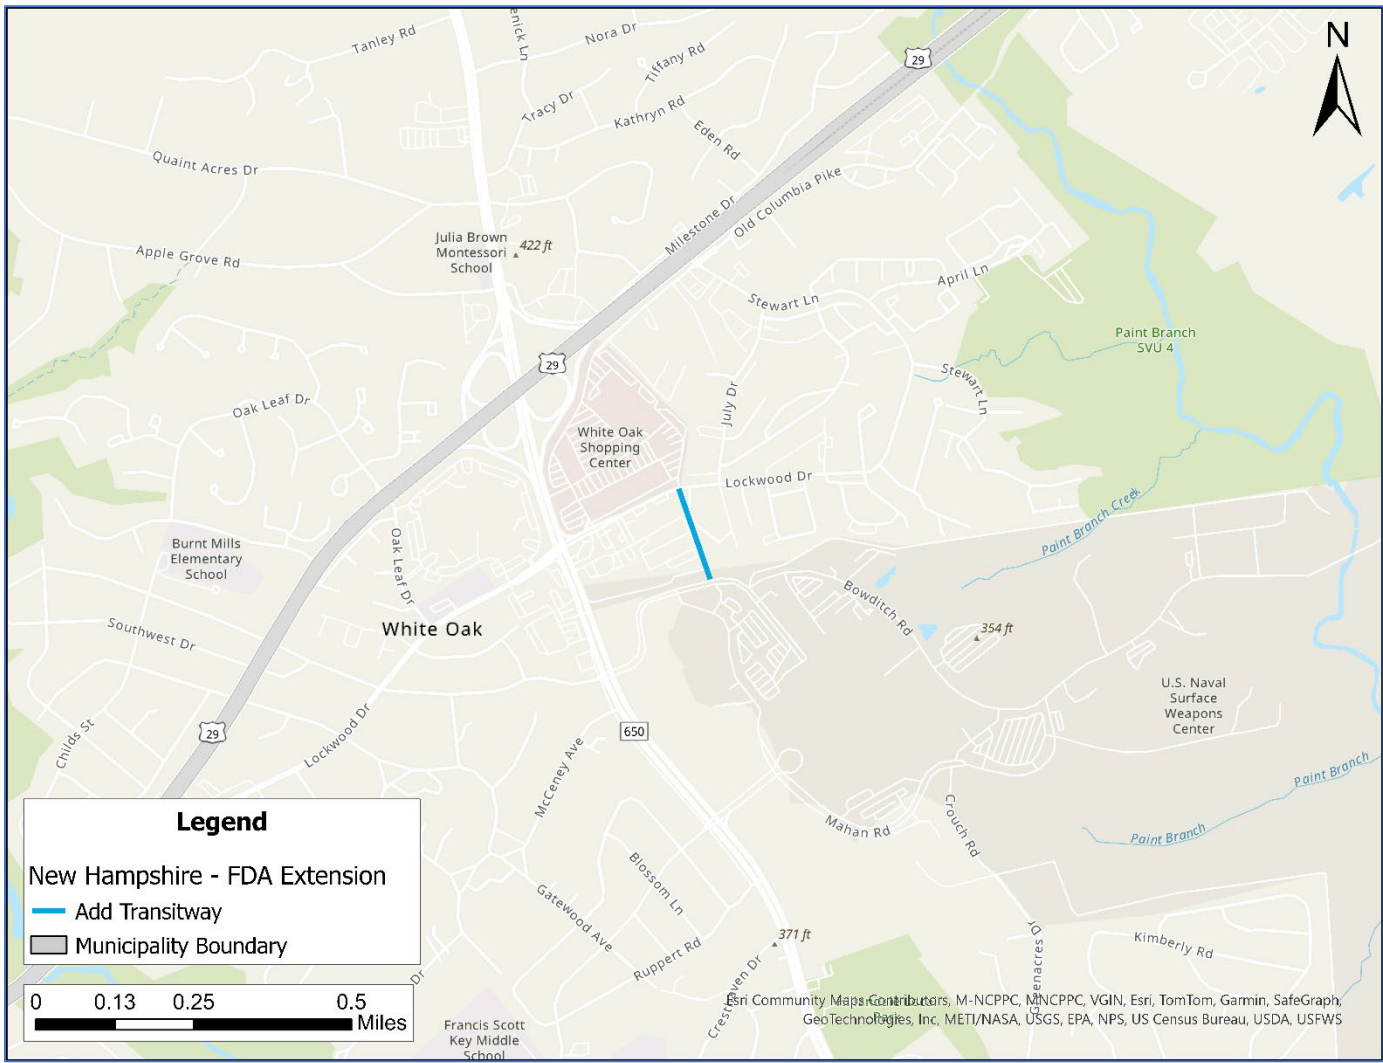 Tanley Rd
enick Ln
Nora Dr
Tiffany Rd
29
N
Tracy Dr
Kathryn Rd
Eden Rd
Quaint Acres Dr
Old Columbia Pike
Milestone Dr
Apple Grove Rd
Julia Brown
Montessori
School
422 ft
April Ln
Stewart Ln
Paint Branch
SVU 4
29
Stewart Ln
July Dr
Oak Leaf Dr
White Oak
Shopping
Center
Lockwood Dr
Paint Branch Creek
Burnt Mills
Elementary
School
Oak Leaf Dr
Bowditch Rd
White Oak
354 ft
Southwest Dr
U.S. Naval
Surface
Weapons
Center
29
Childs St
Lockwood Dr
650
McCeney Ave
Paint Branch
Mahan Rd
Crouch Rd
Paint Branch
Legend
New Hampshire - FDA Extension
Add Transitway
Municipality Boundary
Blossom Ln
Gatewood Ave
Ruppert Rd
371 ft
Kimberly Rd
Greenacres Dr
Cresthaven Dr
Dr
0 0.13 0.25 0.5
Miles
Francis Scott
Key Middle
School
Esri Community Maps Contributors, M-NCPPC, MNCPPC, VGIN, Esri, TomTom, Garmin, SafeGraph,
GeoTechnologies, Inc, METI/NASA, USGS, EPA, NPS, US Census Bureau, USDA, USFWS